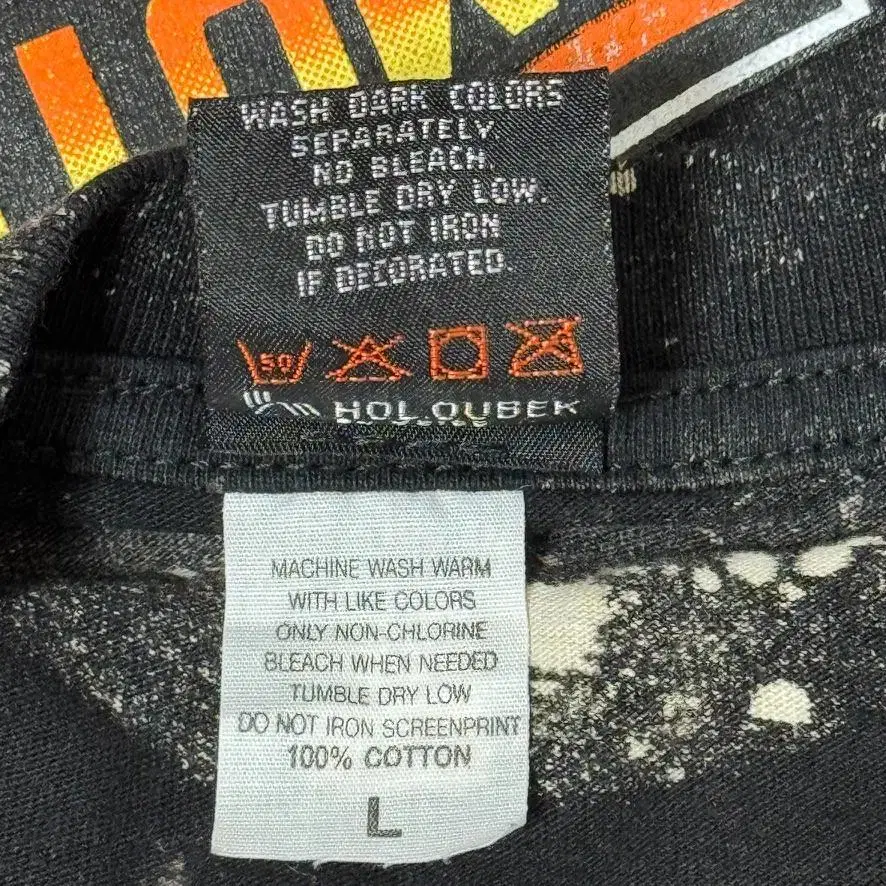 WASH DARK COLORS
SEPARATELY
NO BLEACH.
TUMBLE DRY LOW.
DO NOT IRON
IF DECORATED.
50
HOLOUBEK
MACHINE WASH WARM
WITH LIKE COLORS
ONLY NON-CHLORINE
BLEACH WHEN NEEDED
TUMBLE DRY LOW
DO NOT IRON SCREENPRINT
100% COTTON
L